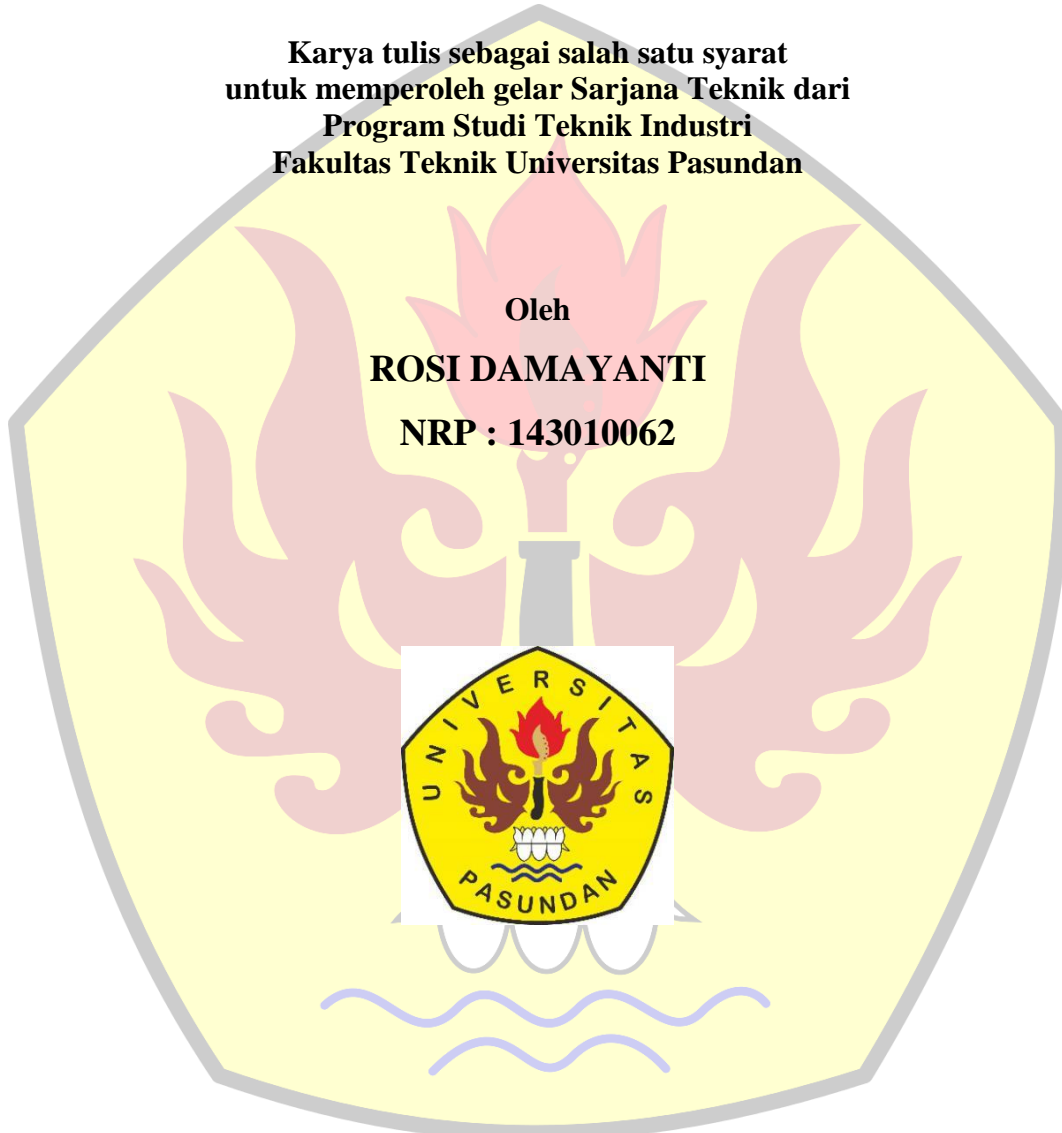 Karya tulis sebagai salah satu syarat
untuk memperoleh gelar Sarjana Teknik dari
Program Studi Teknik Industri
Fakultas Teknik Universitas Pasundan
Oleh
ROSI DAMAYANTI
NRP : 143010062
UNIVERSITAS
PASUNDAN